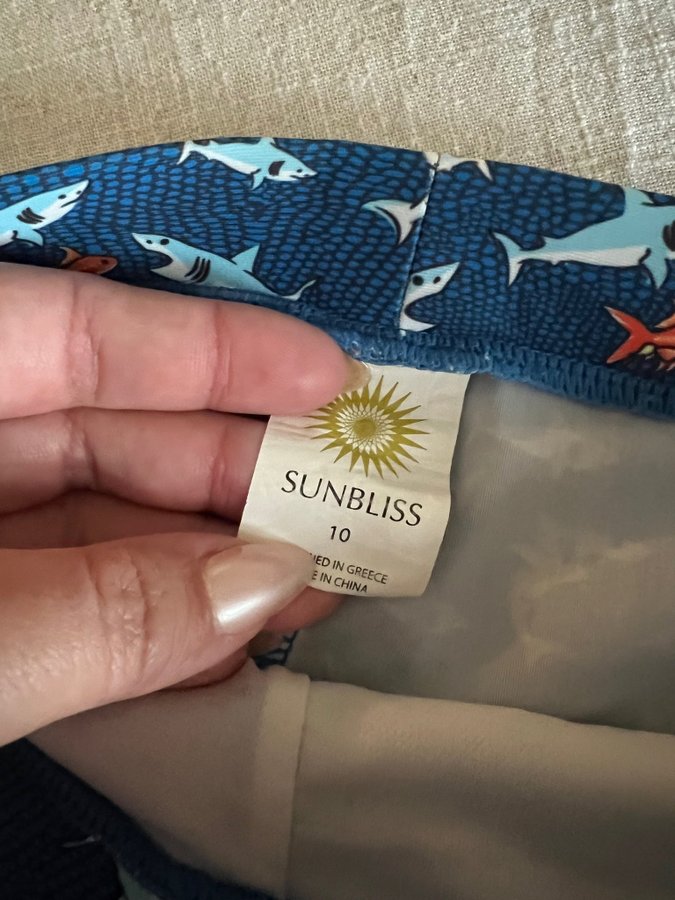 SUNBLISS
10
IN GREECE
IN CHINA